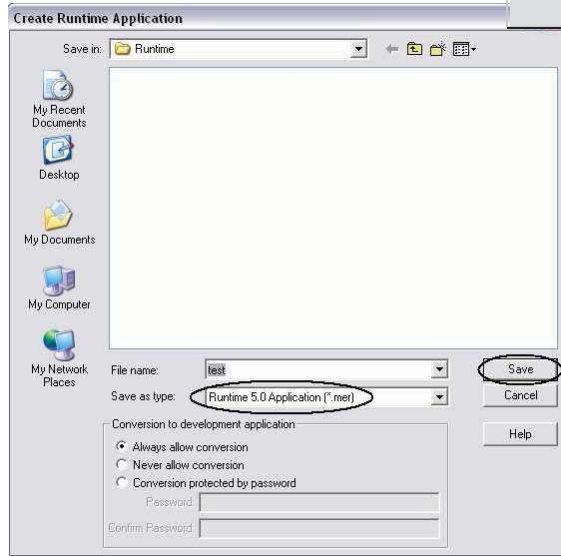 Create Runtime Application
Save in: Runtime
My Recent
Documents
Desktop
My Documents
My Computer
My Network
Places
File name: test
Save as type: Runtime 5.0 Application (*.mer)
Save
Cancel
Help
Conversion to development application
Always allow conversion
Never allow conversion
Conversion protected by password
Password:
Confirm Password: